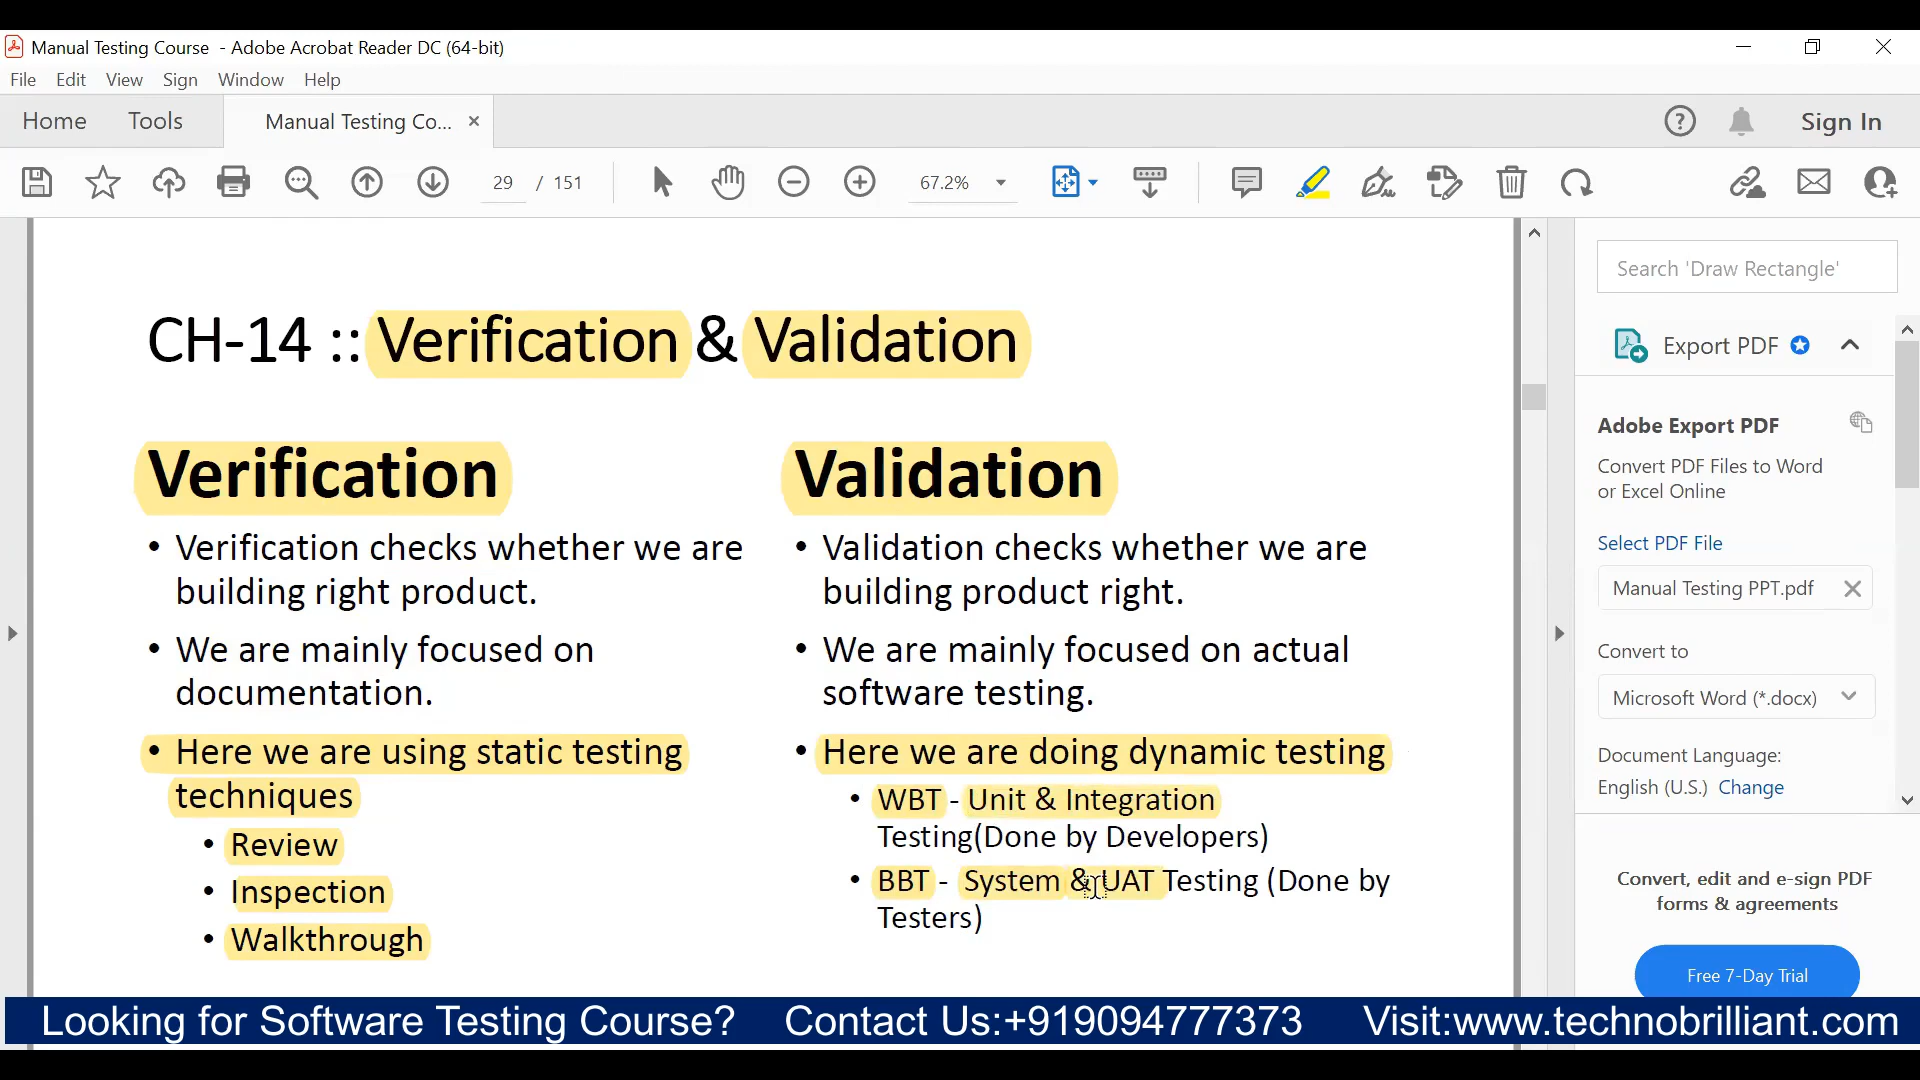 Manual Testing Course - Adobe Acrobat Reader DC (64-bit)
File Edit View Sign Window Help
Home Tools Manual Testing Co... × Sign In
29 / 151 67.2%
Search 'Draw Rectangle'
CH-14 :: Verification & Validation
Export PDF
Adobe Export PDF
Convert PDF Files to Word
or Excel Online
Select PDF File
Manual Testing PPT.pdf
Convert to
Microsoft Word (*.docx)
Document Language:
English (U.S.) Change
Convert, edit and e-sign PDF
forms & agreements
Free 7-Day Trial
Verification
• Verification checks whether we are
building right product.
• We are mainly focused on
documentation.
• Here we are using static testing
techniques
• Review
• Inspection
• Walkthrough
Validation
• Validation checks whether we are
building product right.
• We are mainly focused on actual
software testing.
• Here we are doing dynamic testing
• WBT - Unit & Integration
Testing(Done by Developers)
• BBT - System & UAT Testing (Done by
Testers)
Looking for Software Testing Course? Contact Us:+919094777373 Visit:www.technobrilliant.com